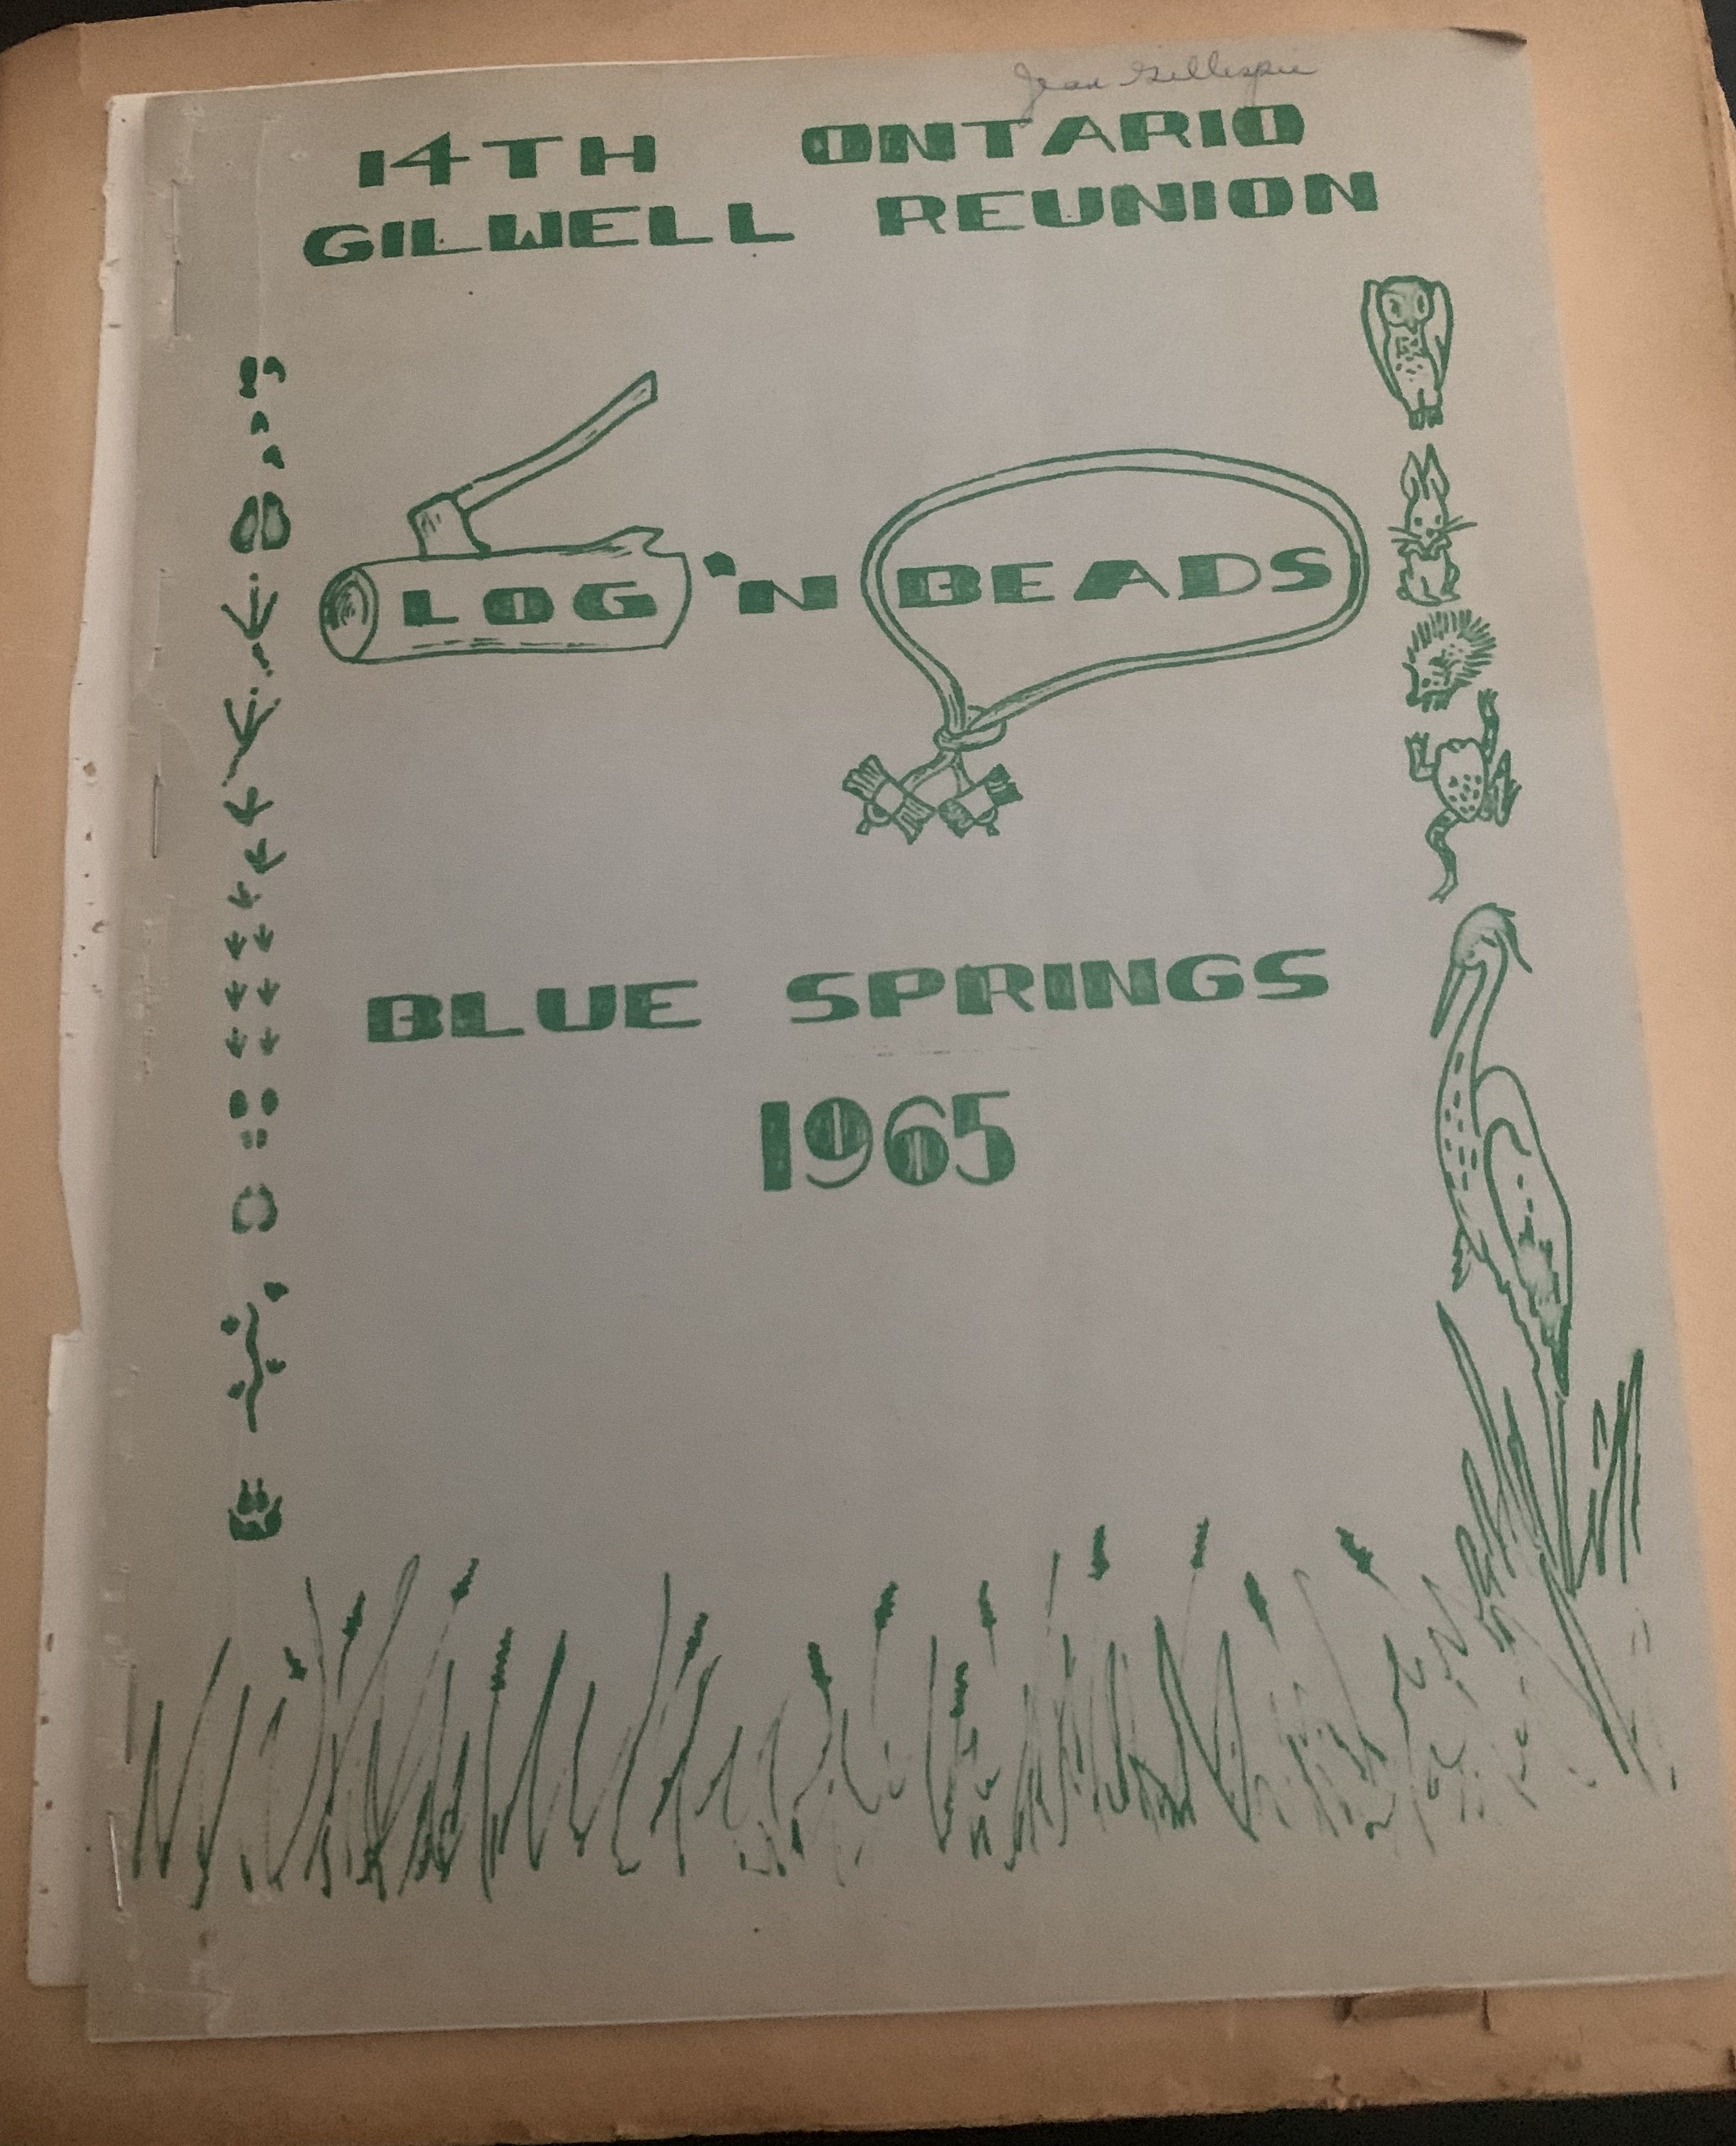 Jean Gillespie
14TH ONTARIO
GILWELL REUNION
LOG 'N BEADS
BLUE SPRINGS
1965